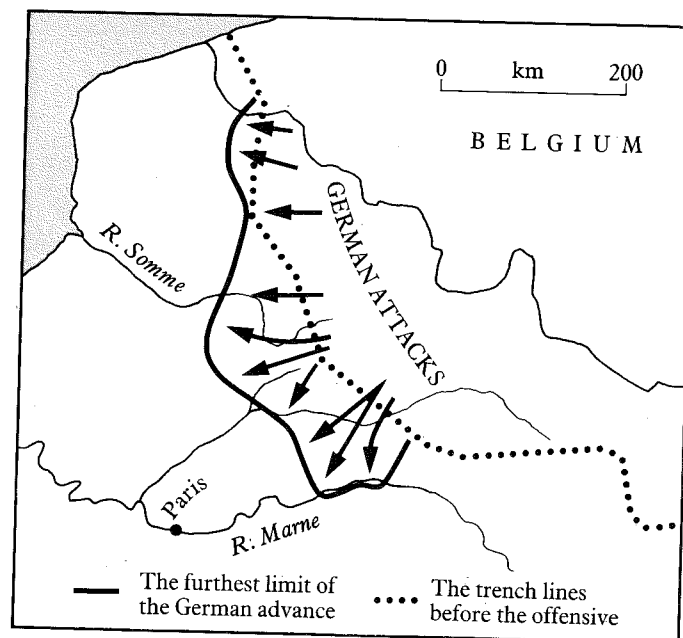 0 km 200
BELGIUM
GERMAN ATTACKS
R. Somme
Paris
R. Marne
The furthest limit of
the German advance
The trench lines
before the offensive